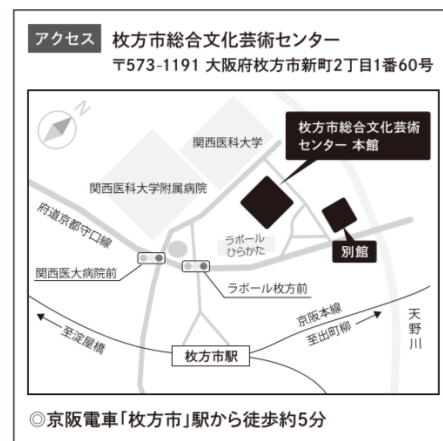 アクセス 枚方市総合文化芸術センター
〒573-1191 大阪府枚方市新町2丁目1番60号
N
関西医科大学
枚方市総合文化芸術
センター 本館
関西医科大学附属病院
府道京都守口線
ラポール
ひらかた
別館
関西医大病院前
ラポール枚方前
京阪本線
至出町柳
天野川
至淀屋橋
枚方市駅
◎京阪電車「枚方市」駅から徒歩約5分